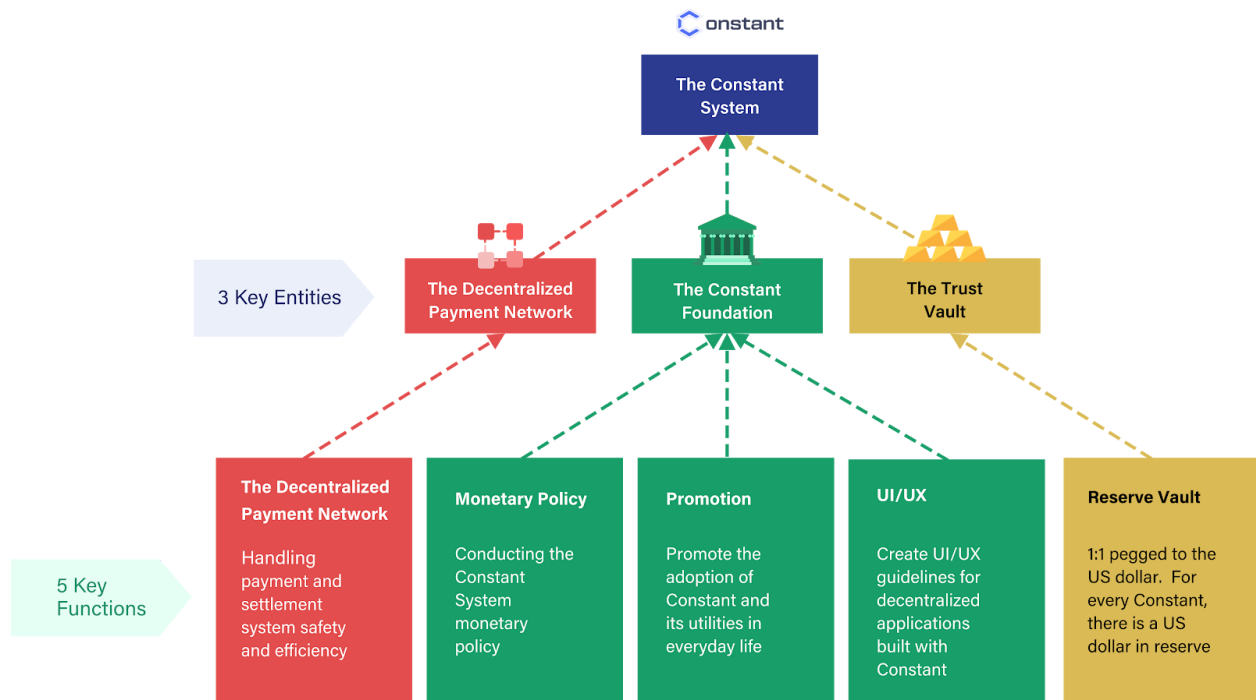 Constant
The Constant
System
3 Key Entities
The Decentralized
Payment Network
The Constant
Foundation
The Trust
Vault
5 Key
Functions
The Decentralized
Payment Network
Handling
payment and
settlement
system safety
and efficiency
Monetary Policy
Conducting the
Constant
System
monetary
policy
Promotion
Promote the
adoption of
Constant and
its utilities in
everyday life
UI/UX
Create UI/UX
guidelines for
decentralized
applications
built with
Constant
Reserve Vault
1:1 pegged to the
US dollar. For
every Constant,
there is a US
dollar in reserve